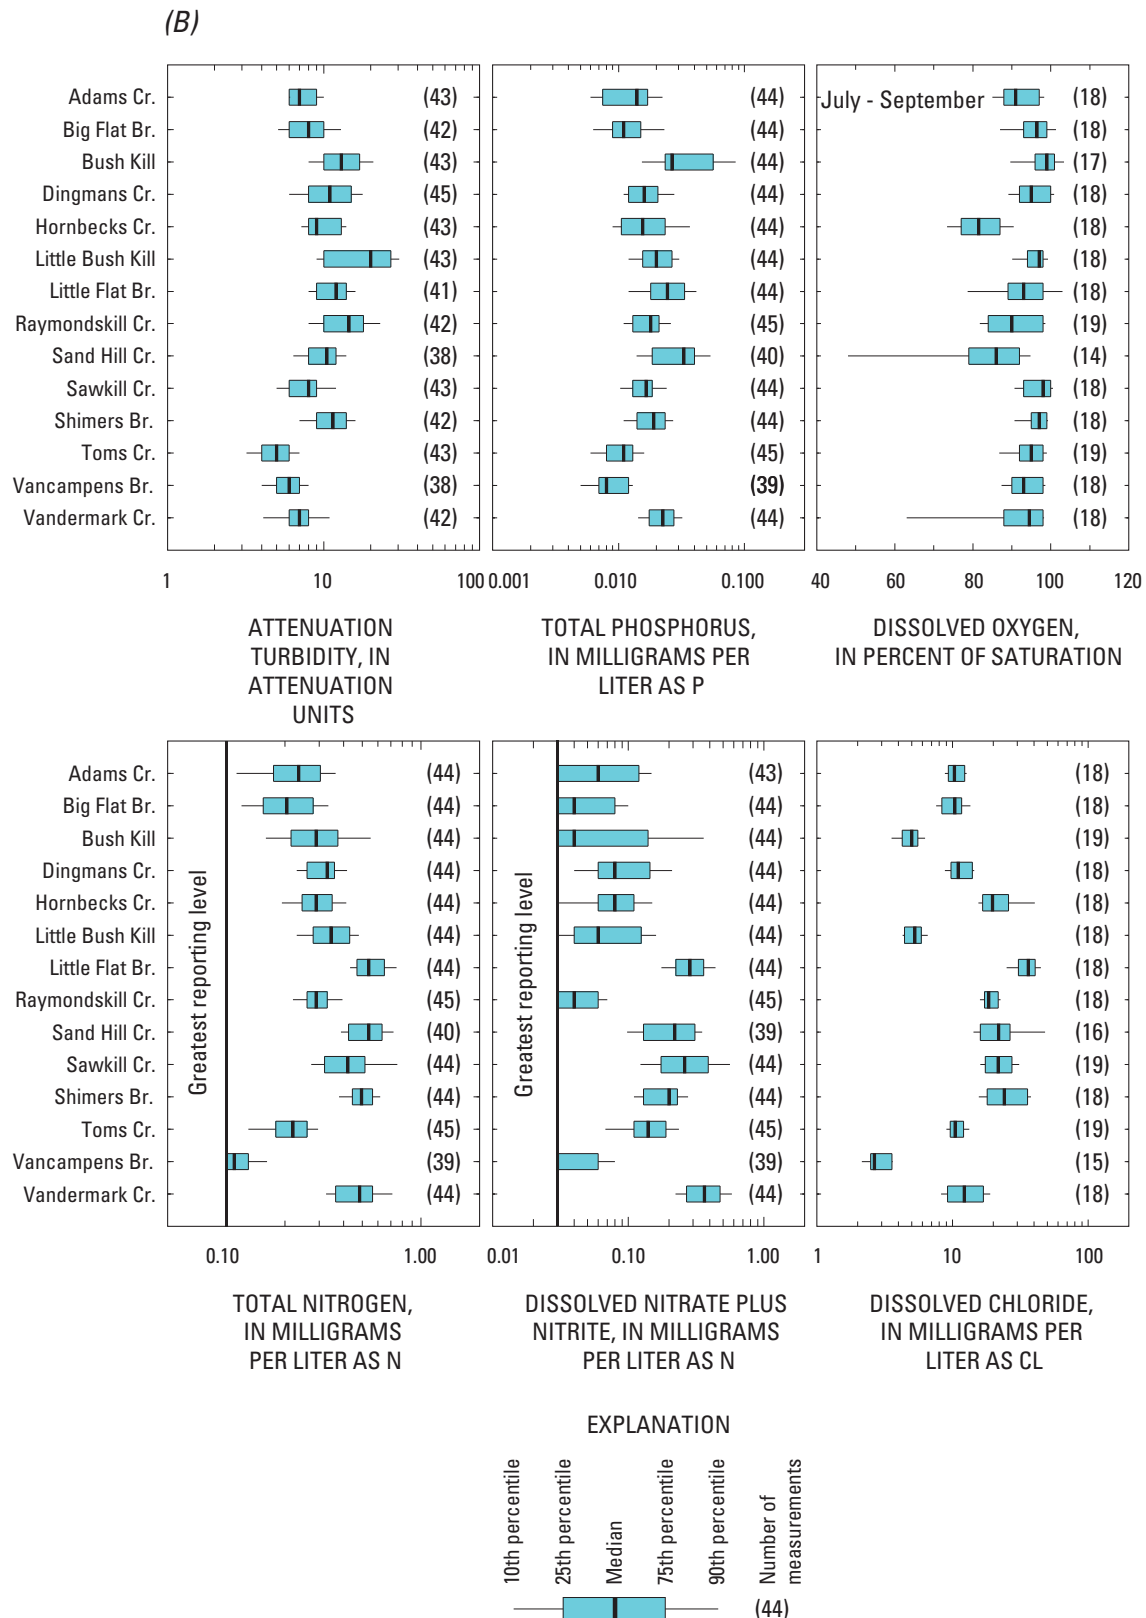 (B)
Adams Cr. (43) (44) July - September (18)
Big Flat Br. (42) (44) (18)
Bush Kill (43) (44) (17)
Dingmans Cr. (45) (44) (18)
Hornbecks Cr. (43) (44) (18)
Little Bush Kill (43) (44) (18)
Little Flat Br. (41) (44) (18)
Raymondskill Cr. (42) (45) (19)
Sand Hill Cr. (38) (40) (14)
Sawkill Cr. (43) (44) (18)
Shimers Br. (42) (44) (18)
Toms Cr. (43) (45) (19)
Vancampens Br. (38) (39) (18)
Vandermark Cr. (42) (44) (18)
1 10 100 0.001 0.010 0.100 40 60 80 100 120
ATTENUATION
TURBIDITY, IN
ATTENUATION
UNITS
TOTAL PHOSPHORUS,
IN MILLIGRAMS PER
LITER AS P
DISSOLVED OXYGEN,
IN PERCENT OF SATURATION
Greatest reporting level
Greatest reporting level
Adams Cr. (44) (43) (18)
Big Flat Br. (44) (44) (18)
Bush Kill (44) (44) (19)
Dingmans Cr. (44) (44) (18)
Hornbecks Cr. (44) (44) (18)
Little Bush Kill (44) (44) (18)
Little Flat Br. (44) (44) (18)
Raymondskill Cr. (45) (45) (18)
Sand Hill Cr. (40) (39) (16)
Sawkill Cr. (44) (44) (19)
Shimers Br. (44) (44) (18)
Toms Cr. (45) (45) (19)
Vancampens Br. (39) (39) (15)
Vandermark Cr. (44) (44) (18)
0.10 1.00 0.01 0.10 1.00 1 10 100
TOTAL NITROGEN,
IN MILLIGRAMS
PER LITER AS N
DISSOLVED NITRATE PLUS
NITRITE, IN MILLIGRAMS
PER LITER AS N
DISSOLVED CHLORIDE,
IN MILLIGRAMS PER
LITER AS CL
EXPLANATION
10th percentile
25th percentile
Median
75th percentile
90th percentile
Number of
measurements
(44)